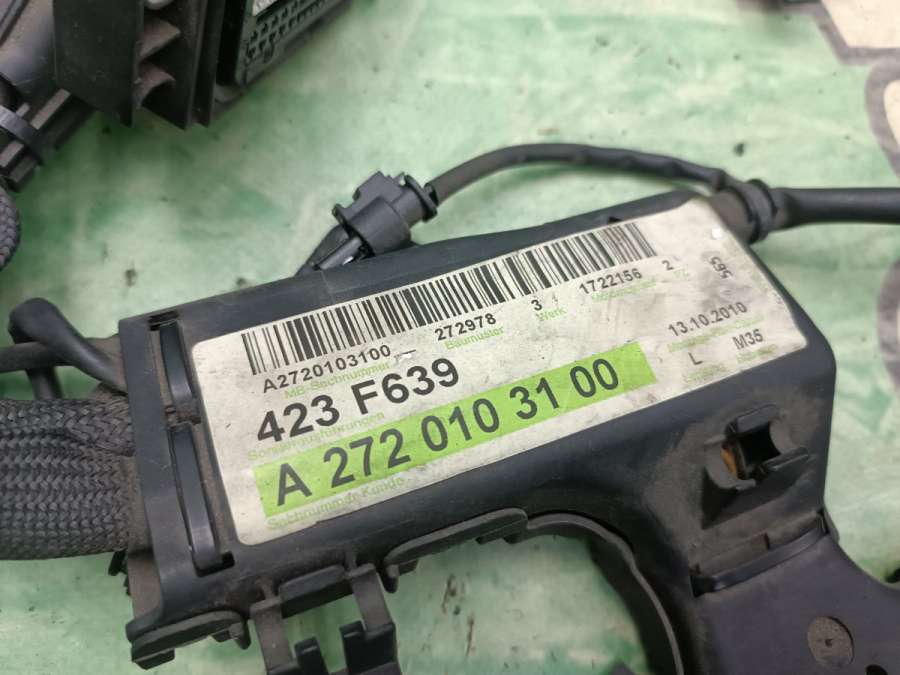 A2720103100 272978 3 1722156 2
MB-Sachnummer Baumuster Werk
423 F639
Sonderausführungen
A 272 010 31 00
Sachnummer Kunde
13.10.2010
L M35